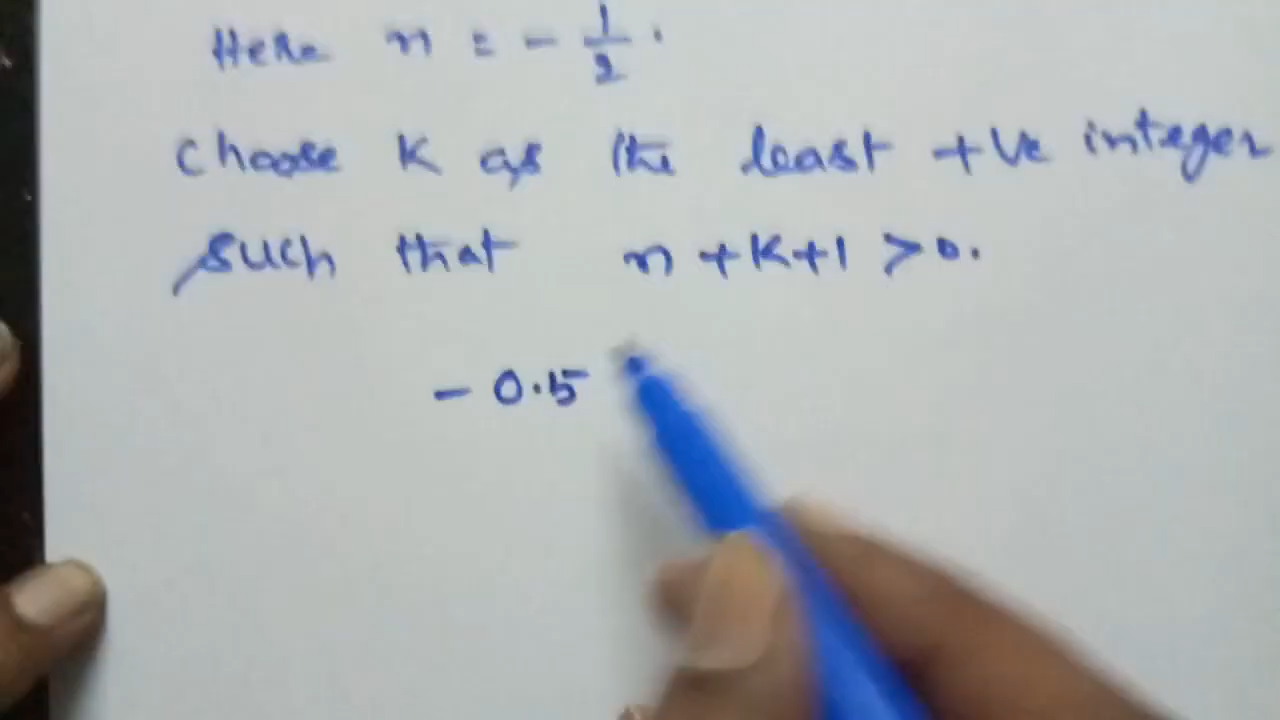 Here n = - 1/2 .
choose K as the least +ve integer
such that n + K + 1 > 0.
- 0.5